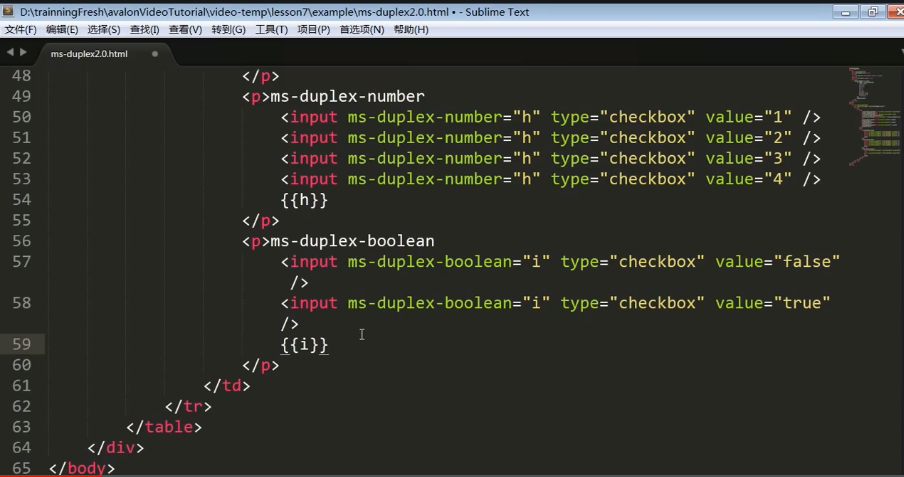 D:\trainningFresh\avalonVideoTutorial\video-temp\lesson7\example\ms-duplex2.0.html • - Sublime Text
文件(F) 编辑(E) 选择(S) 查找(I) 查看(V) 转到(G) 工具(T) 项目(P) 首选项(N) 帮助(H)
ms-duplex2.0.html
48 </p>
49 <p>ms-duplex-number
50 <input ms-duplex-number="h" type="checkbox" value="1" />
51 <input ms-duplex-number="h" type="checkbox" value="2" />
52 <input ms-duplex-number="h" type="checkbox" value="3" />
53 <input ms-duplex-number="h" type="checkbox" value="4" />
54 {{h}}
55 </p>
56 <p>ms-duplex-boolean
57 <input ms-duplex-boolean="i" type="checkbox" value="false"
/>
58 <input ms-duplex-boolean="i" type="checkbox" value="true"
/>
59 {{i}}
60 </p>
61 </td>
62 </tr>
63 </table>
64 </div>
65 </body>